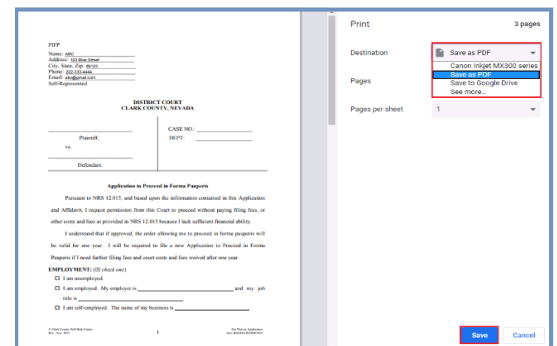 FIFP
Name: ABC
Address: 123 Blue Street
City, State, Zip 89123
Phone: 222-333-4444
Email: abc@gmail.com
Self-Represented
DISTRICT COURT
CLARK COUNTY, NEVADA
CASE NO.:
Plaintiff,
DEPT:
vs.
Defendant.
Application to Proceed in Forma Pauperis
Pursuant to NRS 12.015, and based upon the information contained in this Application
and Affidavit, I request permission from this Court to proceed without paying filing fees, or
other costs and fees as provided in NRS 12.015 because I lack sufficient financial ability.
I understand that if approved, the order allowing me to proceed in forma pauperis will
be valid for one year. I will be required to file a new Application to Proceed in Forma
Pauperis if I need further filing fees and court costs and fees waived after one year.
EMPLOYMENT: (☒ check one)
☐ I am unemployed.
☐ I am employed. My employer is and my job
title is .
☐ I am self-employed. The name of my business is
1
Print 3 pages
Destination Save as PDF
Canon Inkjet MX300 series
Save as PDF
Save to Google Drive
See more...
Pages
Pages per sheet 1
Save Cancel